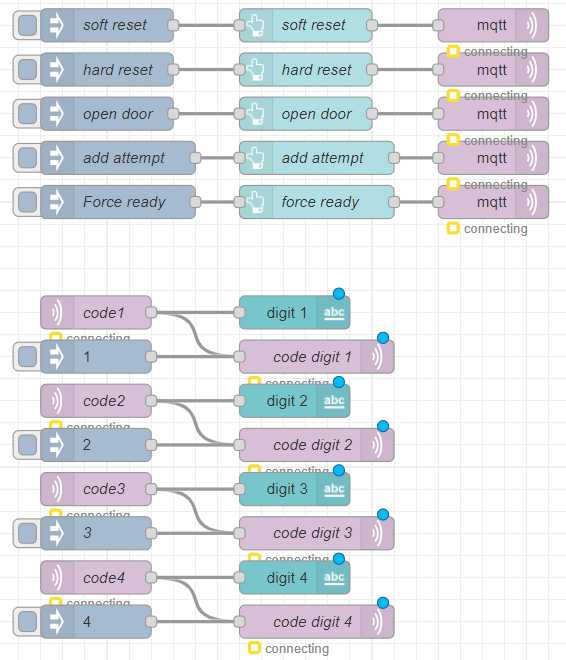 soft reset soft reset mqtt
connecting
hard reset hard reset mqtt
connecting
open door open door mqtt
connecting
add attempt add attempt mqtt
connecting
Force ready force ready mqtt
connecting
code1 digit 1 abc
connecting
1 code digit 1
connecting
code2 digit 2 abc
connecting
2 code digit 2
connecting
code3 digit 3 abc
connecting
3 code digit 3
connecting
code4 digit 4 abc
connecting
4 code digit 4
connecting